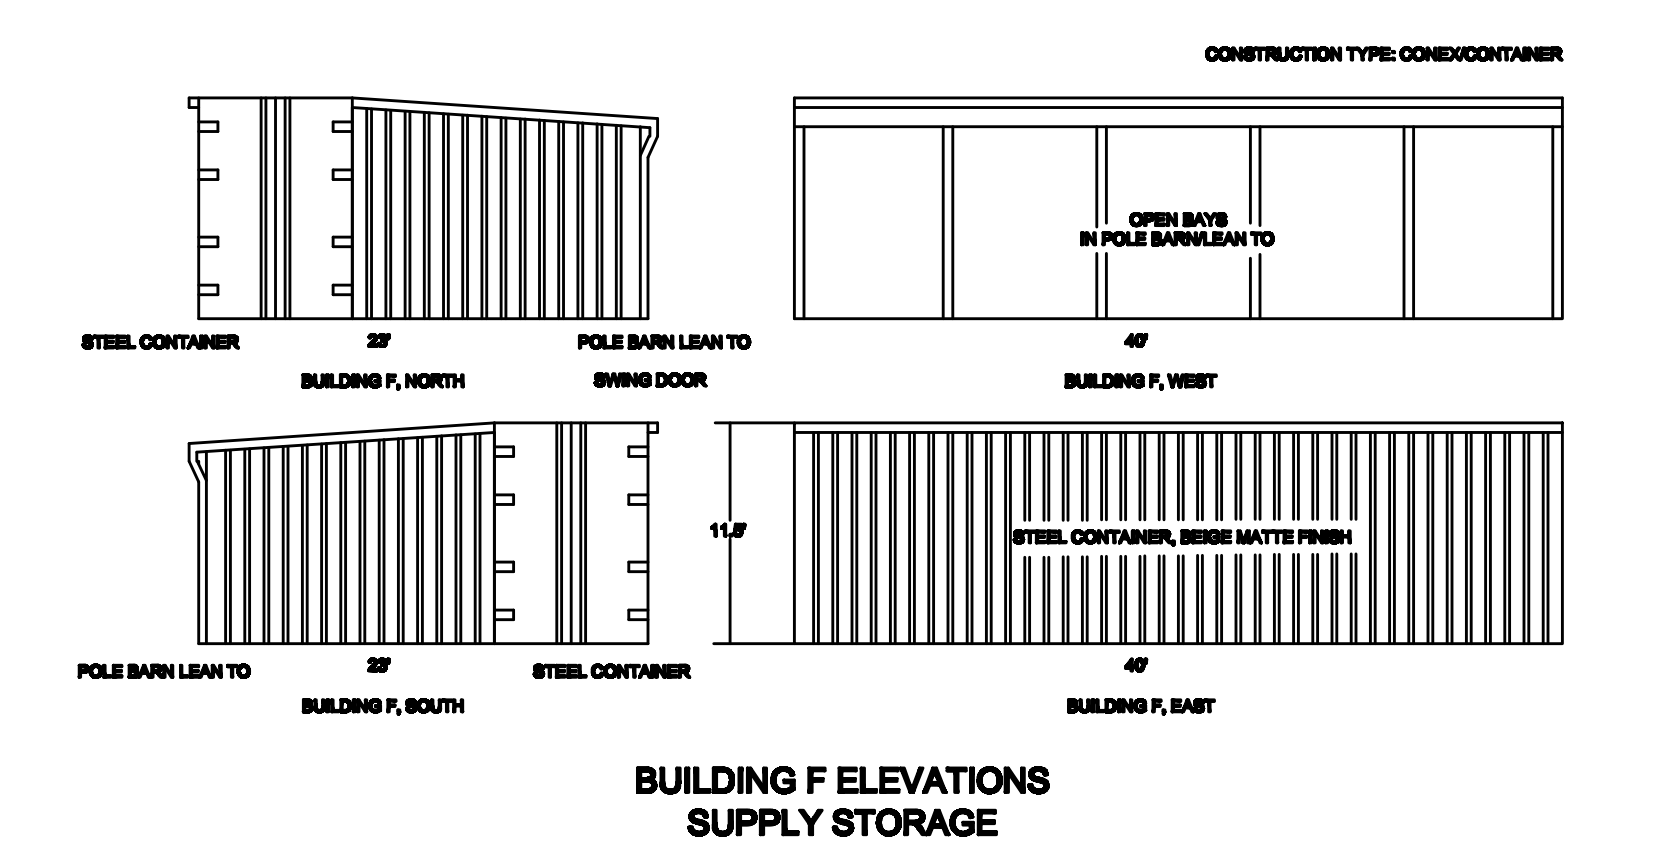 CONSTRUCTION TYPE: CONEX/CONTAINER
OPEN BAYS
IN POLE BARN/LEAN TO
STEEL CONTAINER
23'
POLE BARN LEAN TO
40'
BUILDING F, NORTH
SWING DOOR
BUILDING F, WEST
11.5'
STEEL CONTAINER, BEIGE MATTE FINISH
POLE BARN LEAN TO
23'
STEEL CONTAINER
40'
BUILDING F, SOUTH
BUILDING F, EAST
BUILDING F ELEVATIONS
SUPPLY STORAGE